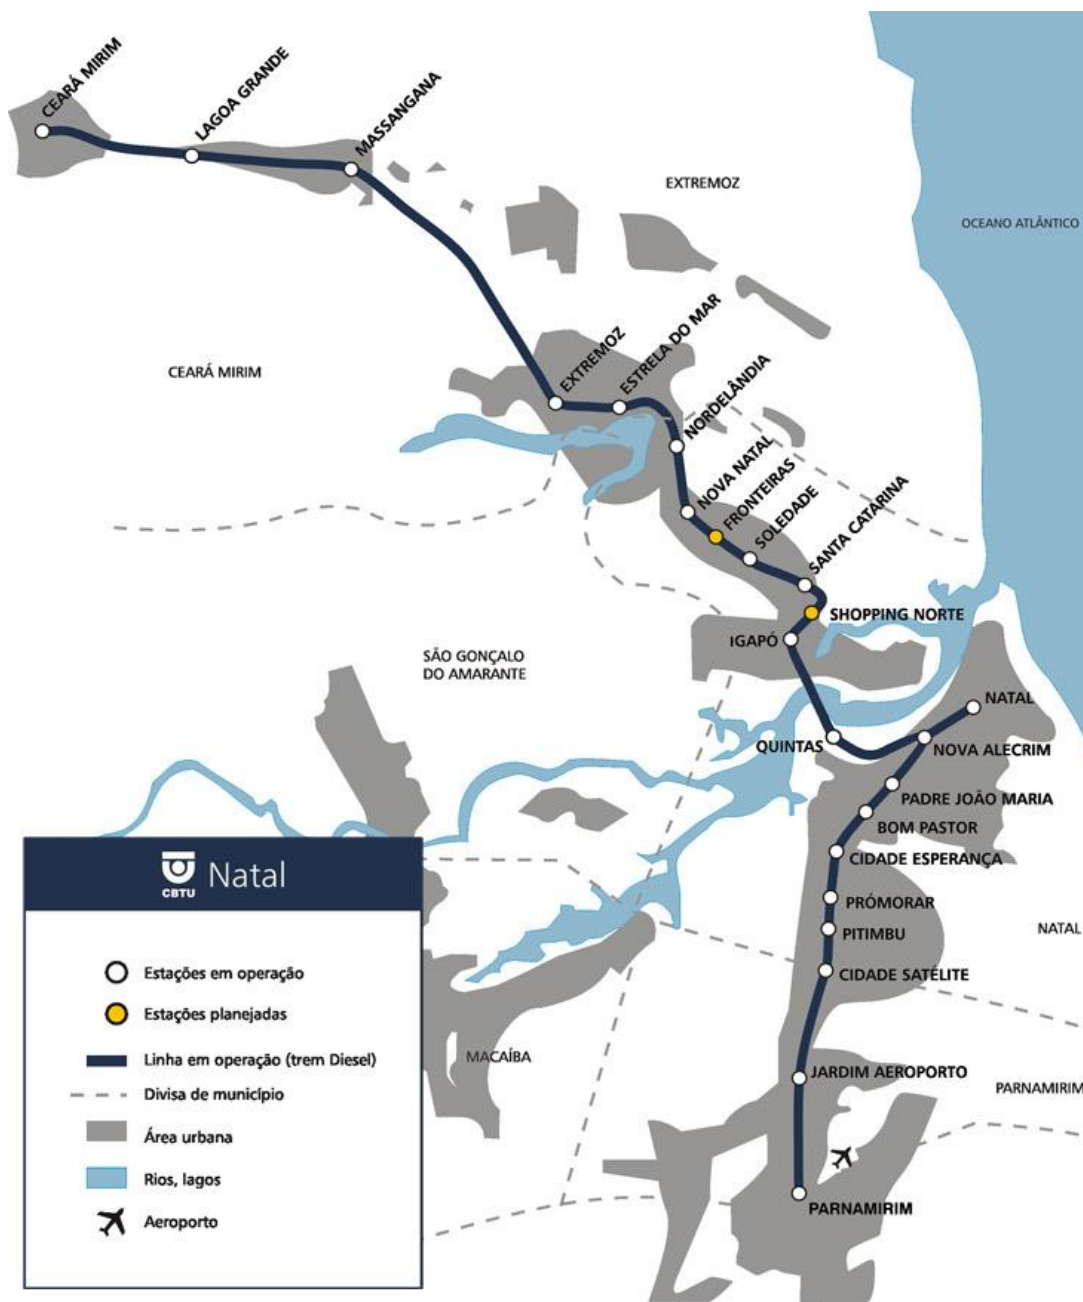 CEARÁ MIRIM
LAGOA GRANDE
MASSANGANA
EXTREMOZ
OCEANO ATLÂNTICO
CEARÁ MIRIM
EXTREMOZ
ESTRELA DO MAR
NORDELÂNDIA
NOVA NATAL
FRONTEIRAS
SOLEDADE
SANTA CATARINA
SHOPPING NORTE
IGAPÓ
SÃO GONÇALO
DO AMARANTE
NATAL
QUINTAS
NOVA ALECRIM
PADRE JOÃO MARIA
BOM PASTOR
CIDADE ESPERANÇA
PRÓMORAR
PITIMBU
NATAL
CIDADE SATÉLITE
MACAÍBA
JARDIM AEROPORTO
PARNAMIRIM
PARNAMIRIM
CBTU
Natal
Estações em operação
Estações planejadas
Linha em operação (trem Diesel)
Divisa de município
Área urbana
Rios, lagos
Aeroporto